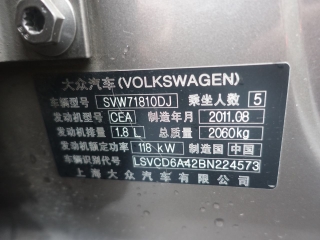 大众汽车(VOLKSWAGEN)
车辆型号 SVW71810DJ 乘坐人数 5
发动机型号 CEA 制造年月 2011.08
发动机排量 1.8 L 总质量 2060kg
发动机额定功率 118 kW 制造国 中国
车辆识别代号 LSVCD6A42BN224573
上海大众汽车有限公司